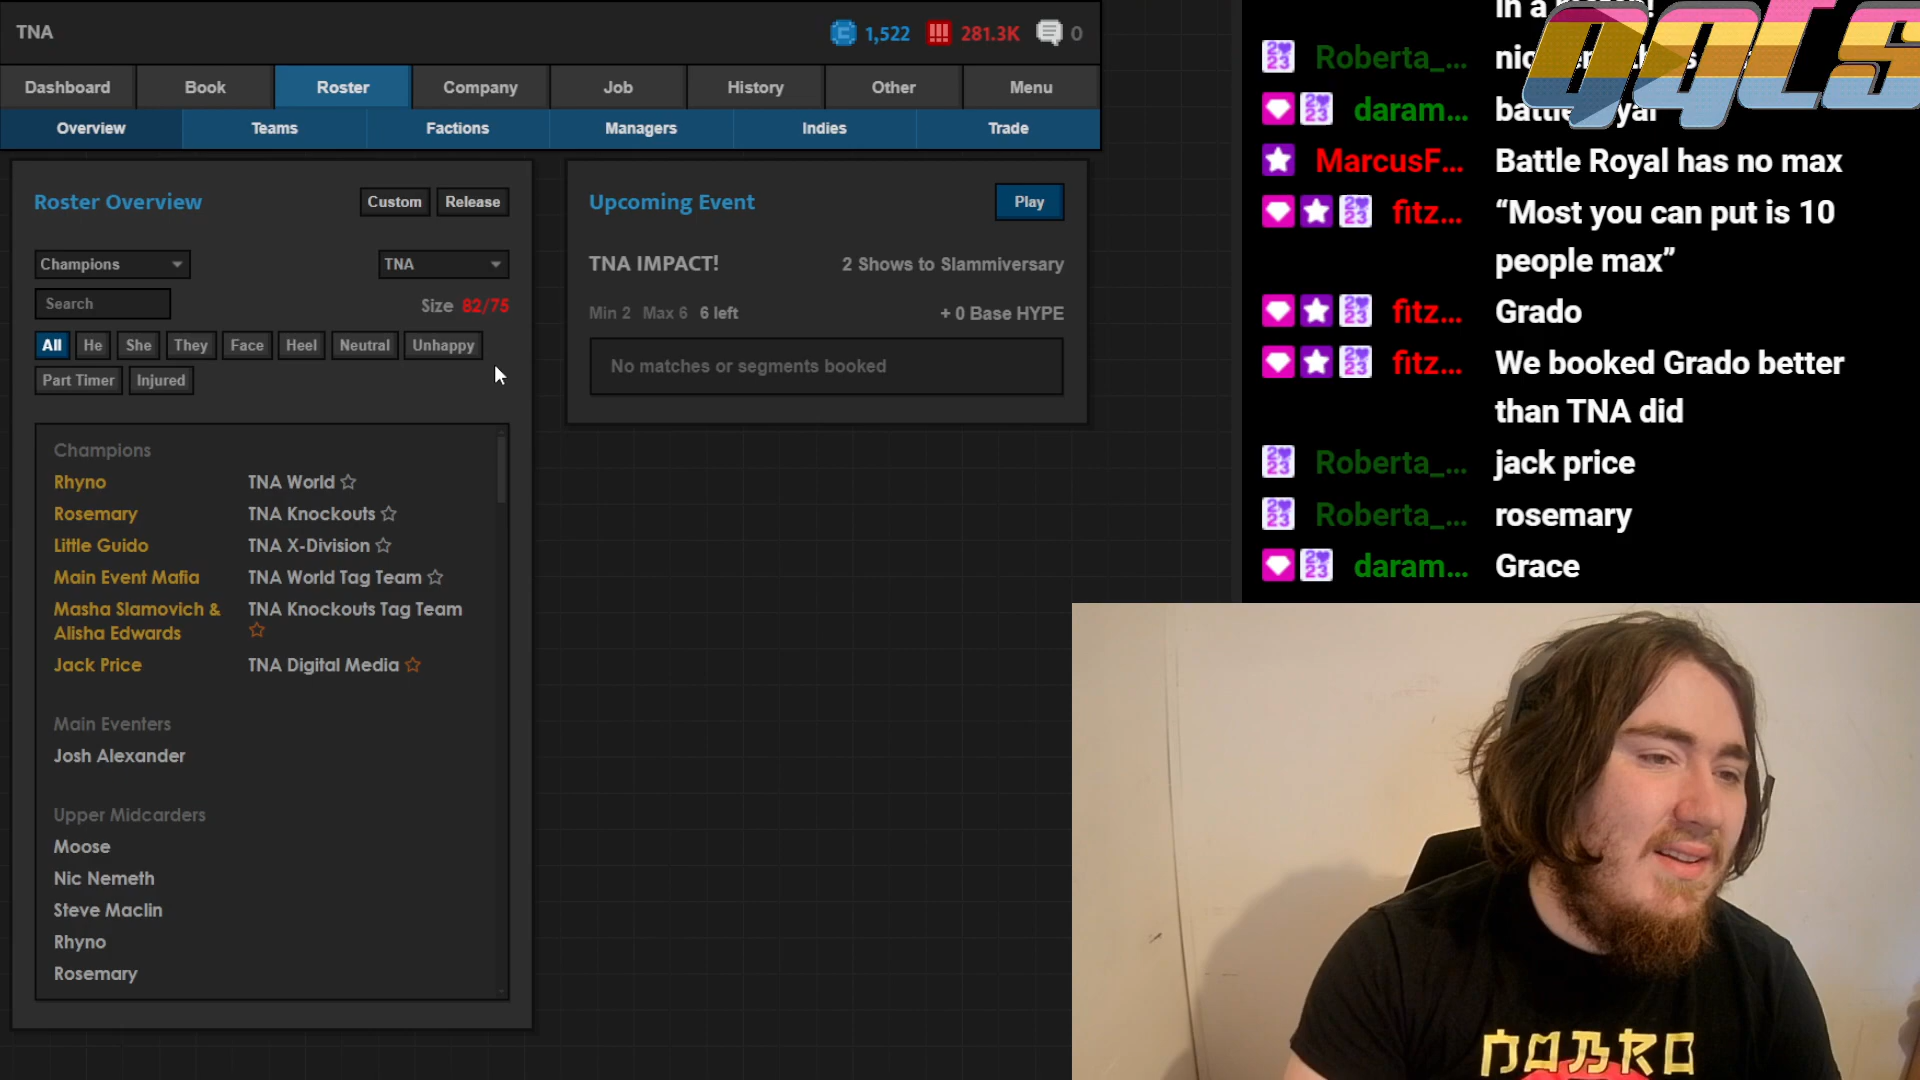 TNA
1,522
281.3K
0
Dashboard
Book
Roster
Company
Job
History
Other
Menu
Overview
Teams
Factions
Managers
Indies
Trade
Roster Overview
Custom
Release
Champions
TNA
Search
Size 82/75
All
He
She
They
Face
Heel
Neutral
Unhappy
Part Timer
Injured
Champions
Rhyno TNA World
Rosemary TNA Knockouts
Little Guido TNA X-Division
Main Event Mafia TNA World Tag Team
Masha Slamovich & TNA Knockouts Tag Team
Alisha Edwards
Jack Price TNA Digital Media
Main Eventers
Josh Alexander
Upper Midcarders
Moose
Nic Nemeth
Steve Maclin
Rhyno
Rosemary
Upcoming Event
Play
TNA IMPACT!
2 Shows to Slammiversary
Min 2 Max 6 6 left
+ 0 Base HYPE
No matches or segments booked
in a
Roberta_...
daram...
MarcusF... Battle Royal has no max
fitz... “Most you can put is 10
people max”
fitz... Grado
fitz... We booked Grado better
than TNA did
Roberta_... jack price
Roberta_... rosemary
daram... Grace